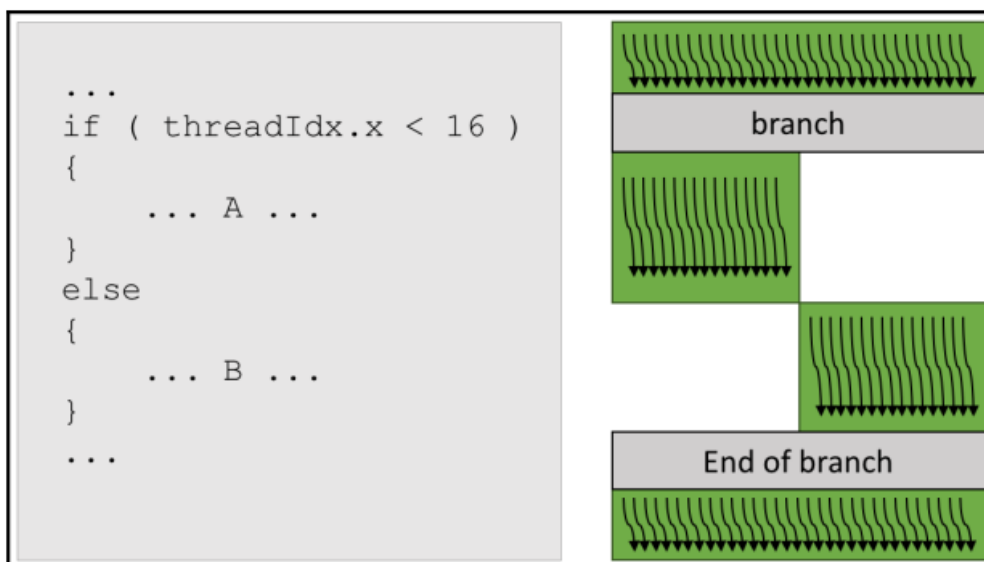 ...
if ( threadIdx.x < 16 )
{
... A ...
}
else
{
... B ...
}
...
branch
End of branch